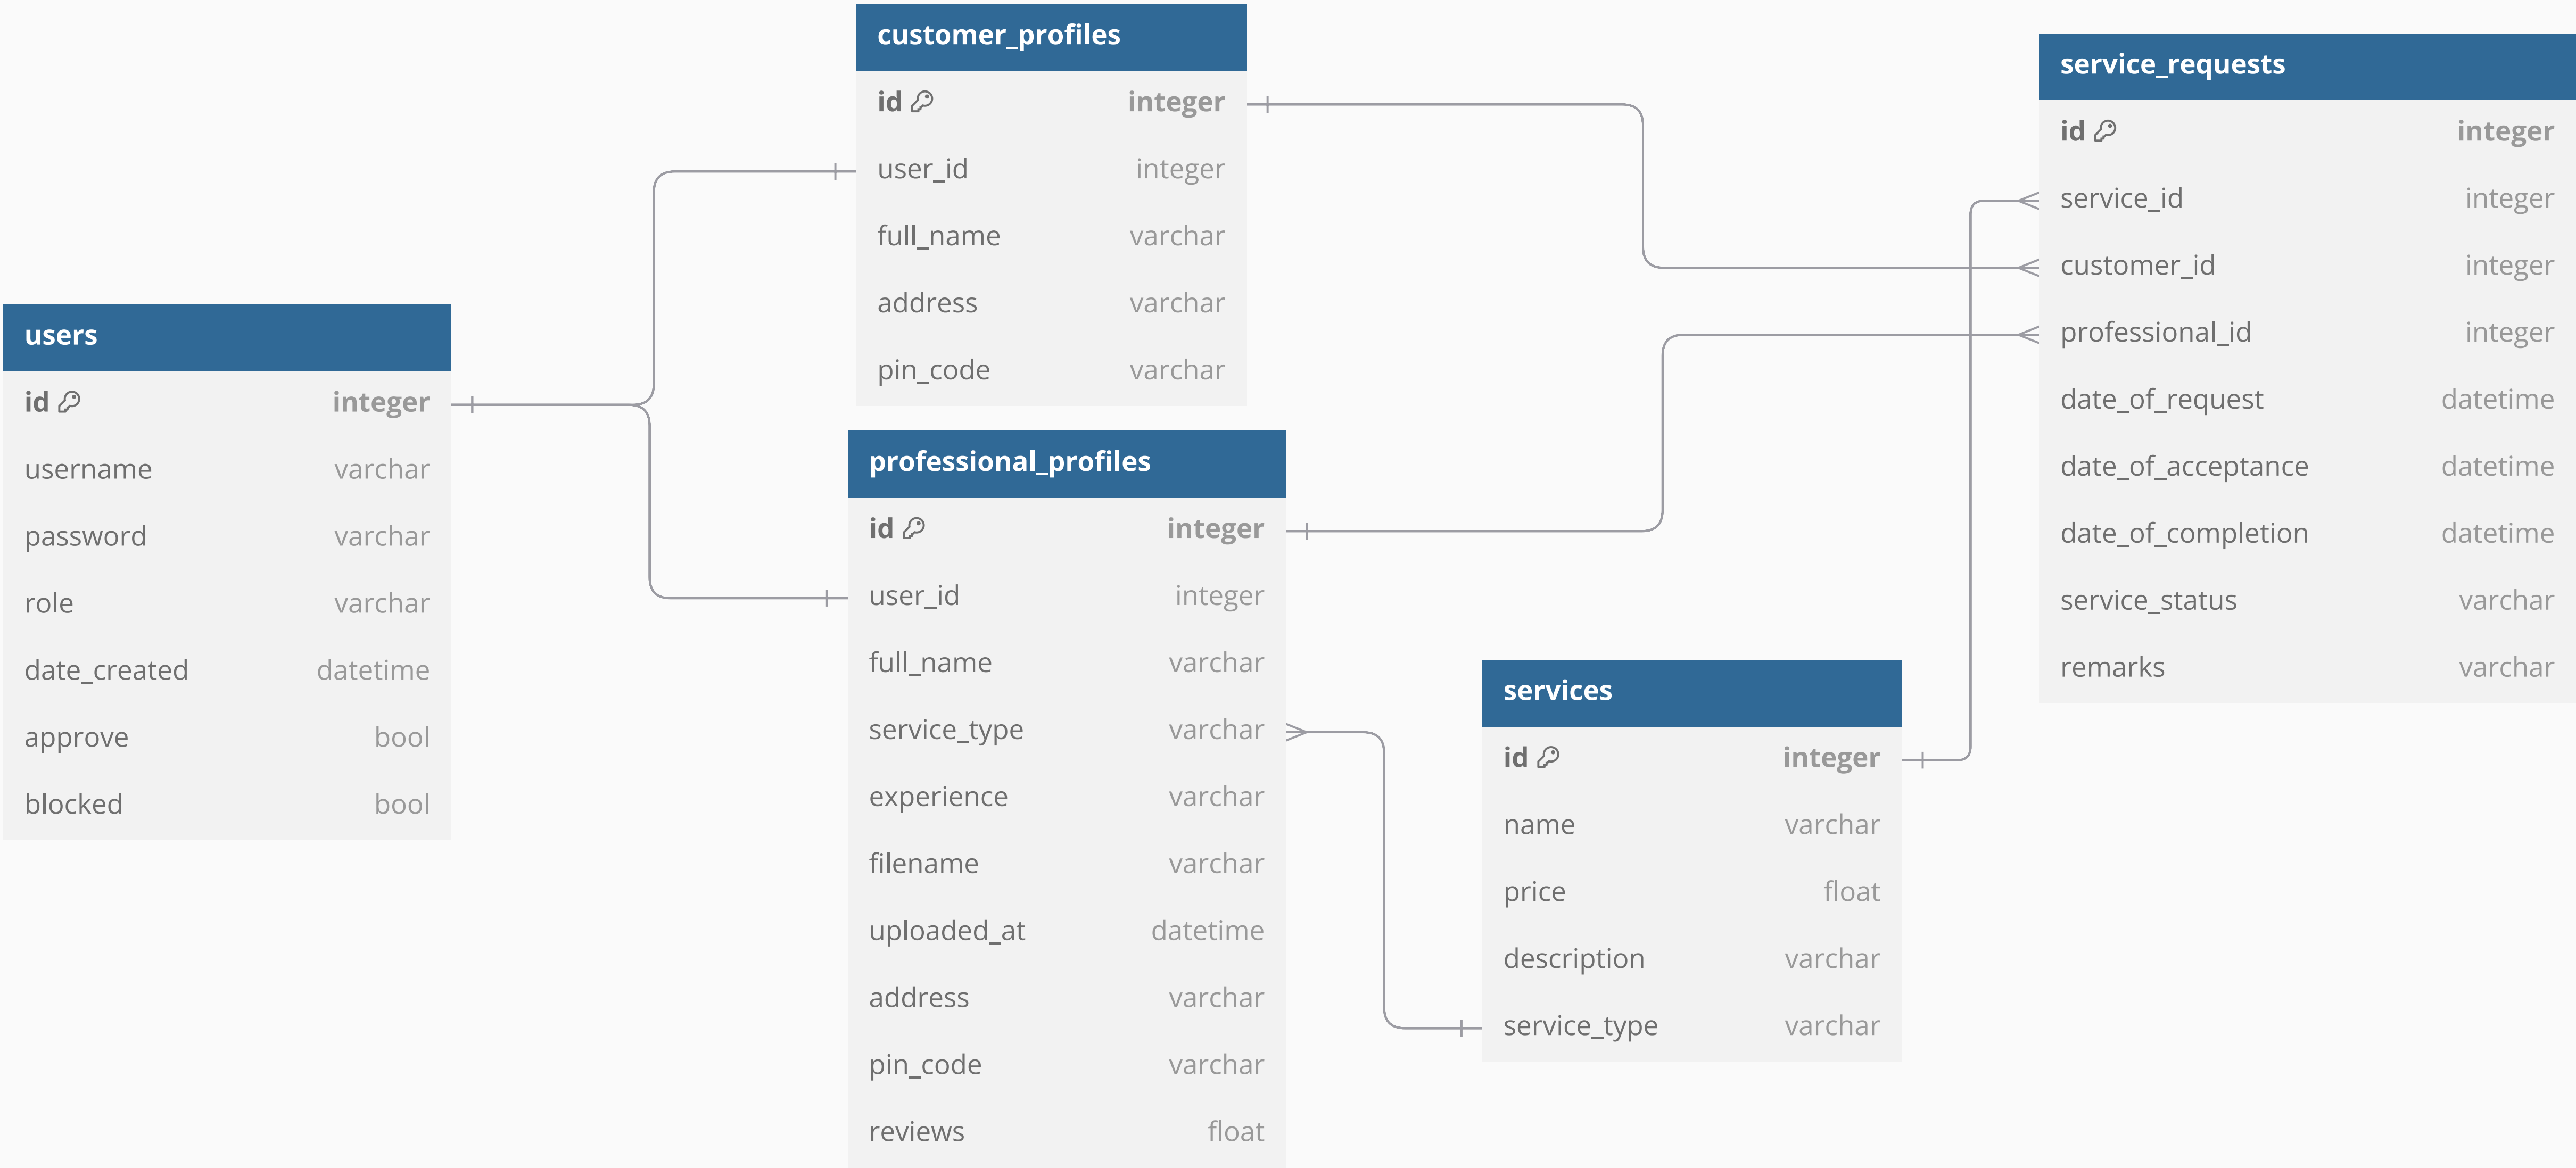 customer_profiles
id integer
user_id integer
full_name varchar
address varchar
pin_code varchar
service_requests
id integer
service_id integer
customer_id integer
professional_id integer
date_of_request datetime
date_of_acceptance datetime
date_of_completion datetime
service_status varchar
remarks varchar
users
id integer
username varchar
password varchar
role varchar
date_created datetime
approve bool
blocked bool
professional_profiles
id integer
user_id integer
full_name varchar
service_type varchar
experience varchar
filename varchar
uploaded_at datetime
address varchar
pin_code varchar
reviews float
services
id integer
name varchar
price float
description varchar
service_type varchar